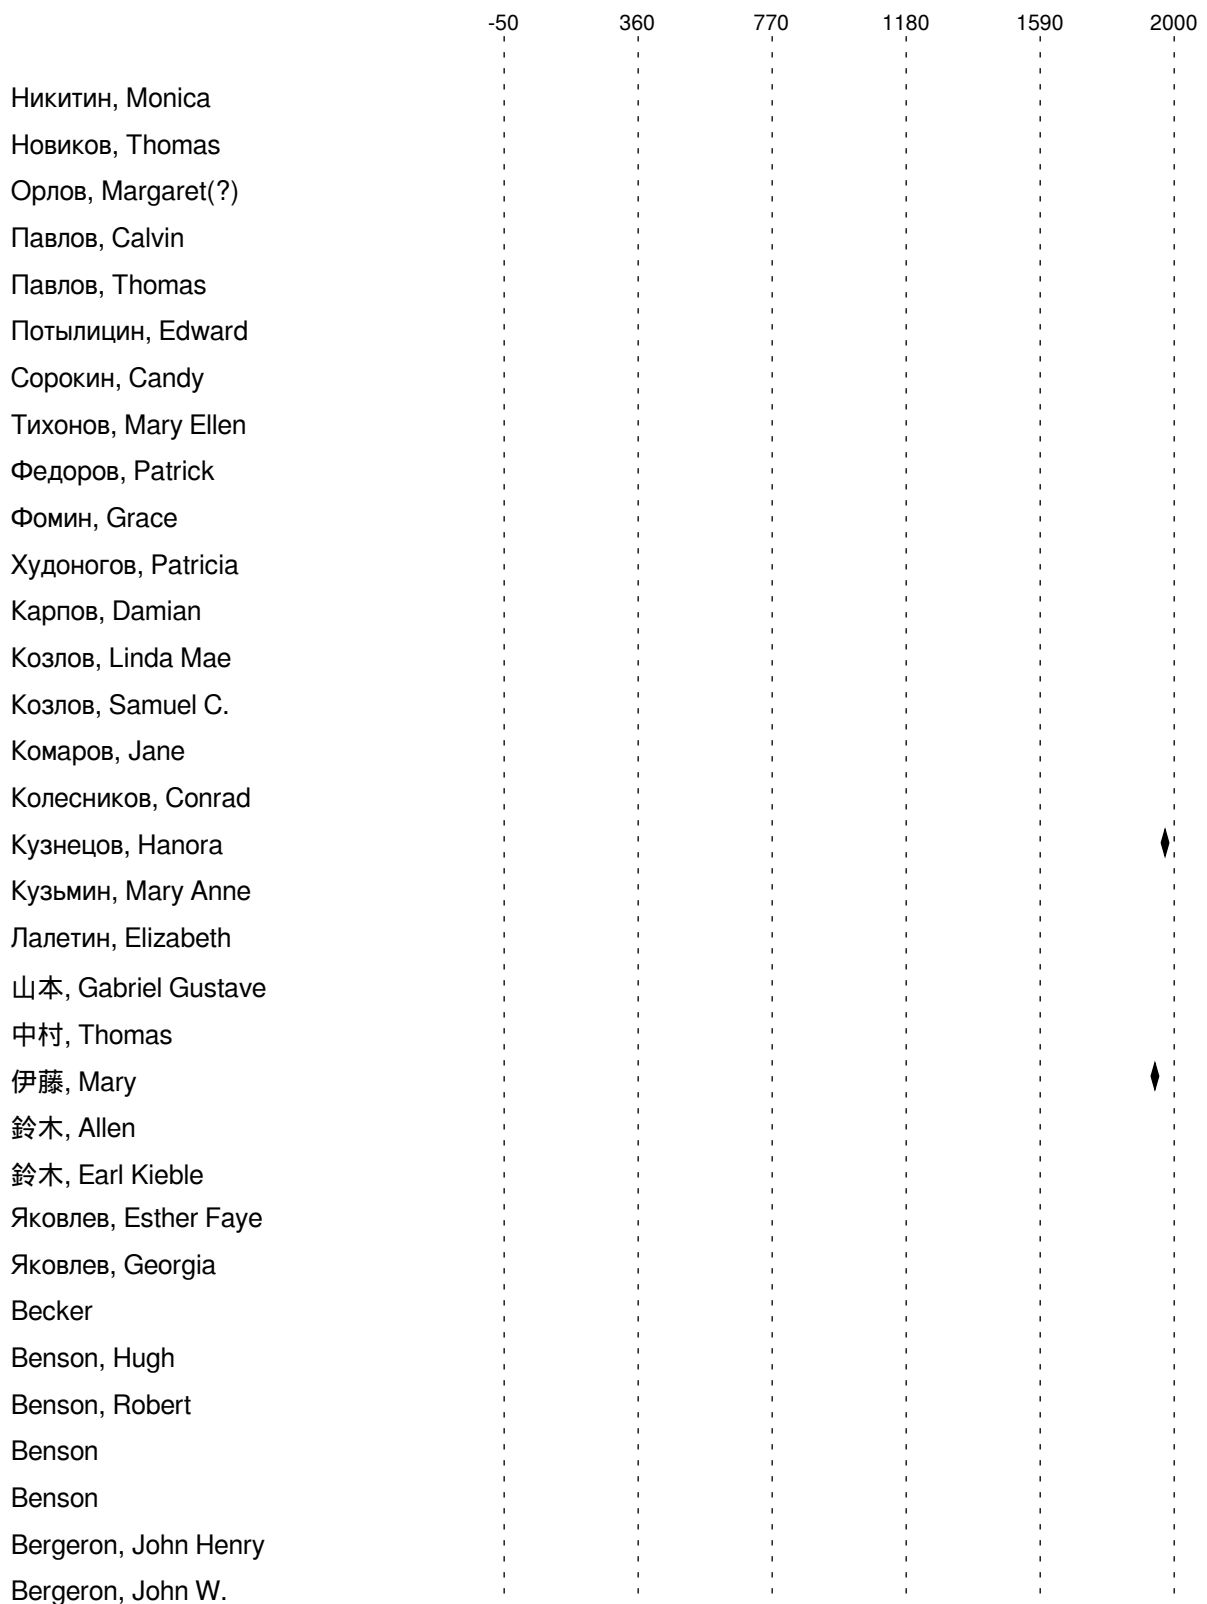 -50 360 770 1180 1590 2000
Никитин, Monica
Новиков, Thomas
Орлов, Margaret(?)
Павлов, Calvin
Павлов, Thomas
Потылицин, Edward
Сорокин, Candy
Тихонов, Mary Ellen
Федоров, Patrick
Фомин, Grace
Худоногов, Patricia
Карпов, Damian
Козлов, Linda Mae
Козлов, Samuel C.
Комаров, Jane
Колесников, Conrad
Кузнецов, Hanora
Кузьмин, Mary Anne
Лалетин, Elizabeth
山本, Gabriel Gustave
中村, Thomas
伊藤, Mary
鈴木, Allen
鈴木, Earl Kieble
Яковлев, Esther Faye
Яковлев, Georgia
Becker
Benson, Hugh
Benson, Robert
Benson
Benson
Bergeron, John Henry
Bergeron, John W.